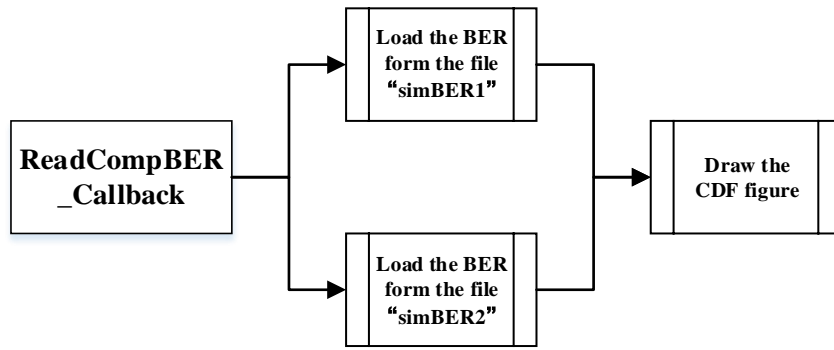 ReadCompBER
_Callback
Load the BER
form the file
“simBER1”
Load the BER
form the file
“simBER2”
Draw the
CDF figure